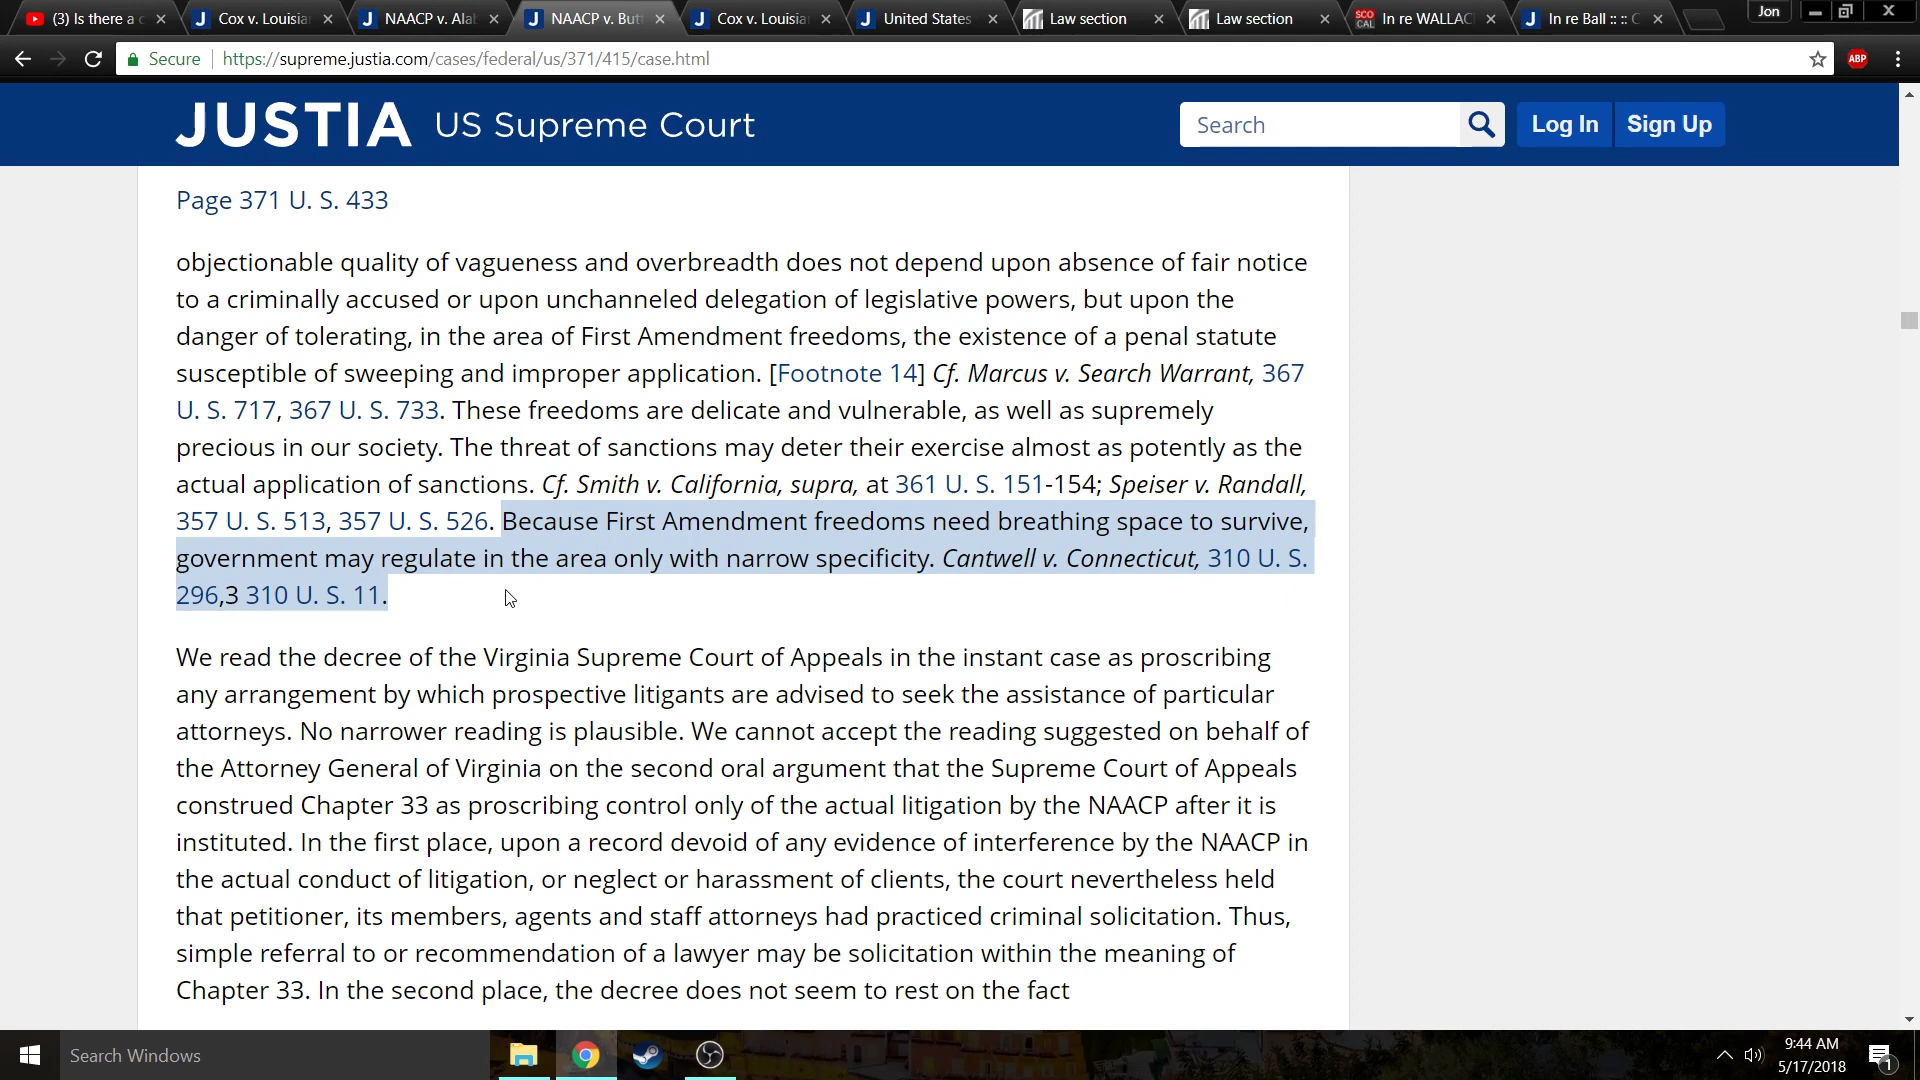 (3) Is there a c
Cox v. Louisia
NAACP v. Alab
NAACP v. Butt
Cox v. Louisia
United States
Law section
Law section
In re WALLAC
In re Ball :: :: C
Jon
Secure
https://supreme.justia.com/cases/federal/us/371/415/case.html
ABP
JUSTIA US Supreme Court
Search
Log In
Sign Up
Page 371 U. S. 433
objectionable quality of vagueness and overbreadth does not depend upon absence of fair notice
to a criminally accused or upon unchanneled delegation of legislative powers, but upon the
danger of tolerating, in the area of First Amendment freedoms, the existence of a penal statute
susceptible of sweeping and improper application. [Footnote 14] Cf. Marcus v. Search Warrant, 367
U. S. 717, 367 U. S. 733. These freedoms are delicate and vulnerable, as well as supremely
precious in our society. The threat of sanctions may deter their exercise almost as potently as the
actual application of sanctions. Cf. Smith v. California, supra, at 361 U. S. 151-154; Speiser v. Randall,
357 U. S. 513, 357 U. S. 526. Because First Amendment freedoms need breathing space to survive,
government may regulate in the area only with narrow specificity. Cantwell v. Connecticut, 310 U. S.
296,3 310 U. S. 11.
We read the decree of the Virginia Supreme Court of Appeals in the instant case as proscribing
any arrangement by which prospective litigants are advised to seek the assistance of particular
attorneys. No narrower reading is plausible. We cannot accept the reading suggested on behalf of
the Attorney General of Virginia on the second oral argument that the Supreme Court of Appeals
construed Chapter 33 as proscribing control only of the actual litigation by the NAACP after it is
instituted. In the first place, upon a record devoid of any evidence of interference by the NAACP in
the actual conduct of litigation, or neglect or harassment of clients, the court nevertheless held
that petitioner, its members, agents and staff attorneys had practiced criminal solicitation. Thus,
simple referral to or recommendation of a lawyer may be solicitation within the meaning of
Chapter 33. In the second place, the decree does not seem to rest on the fact
Search Windows
9:44 AM
5/17/2018
1